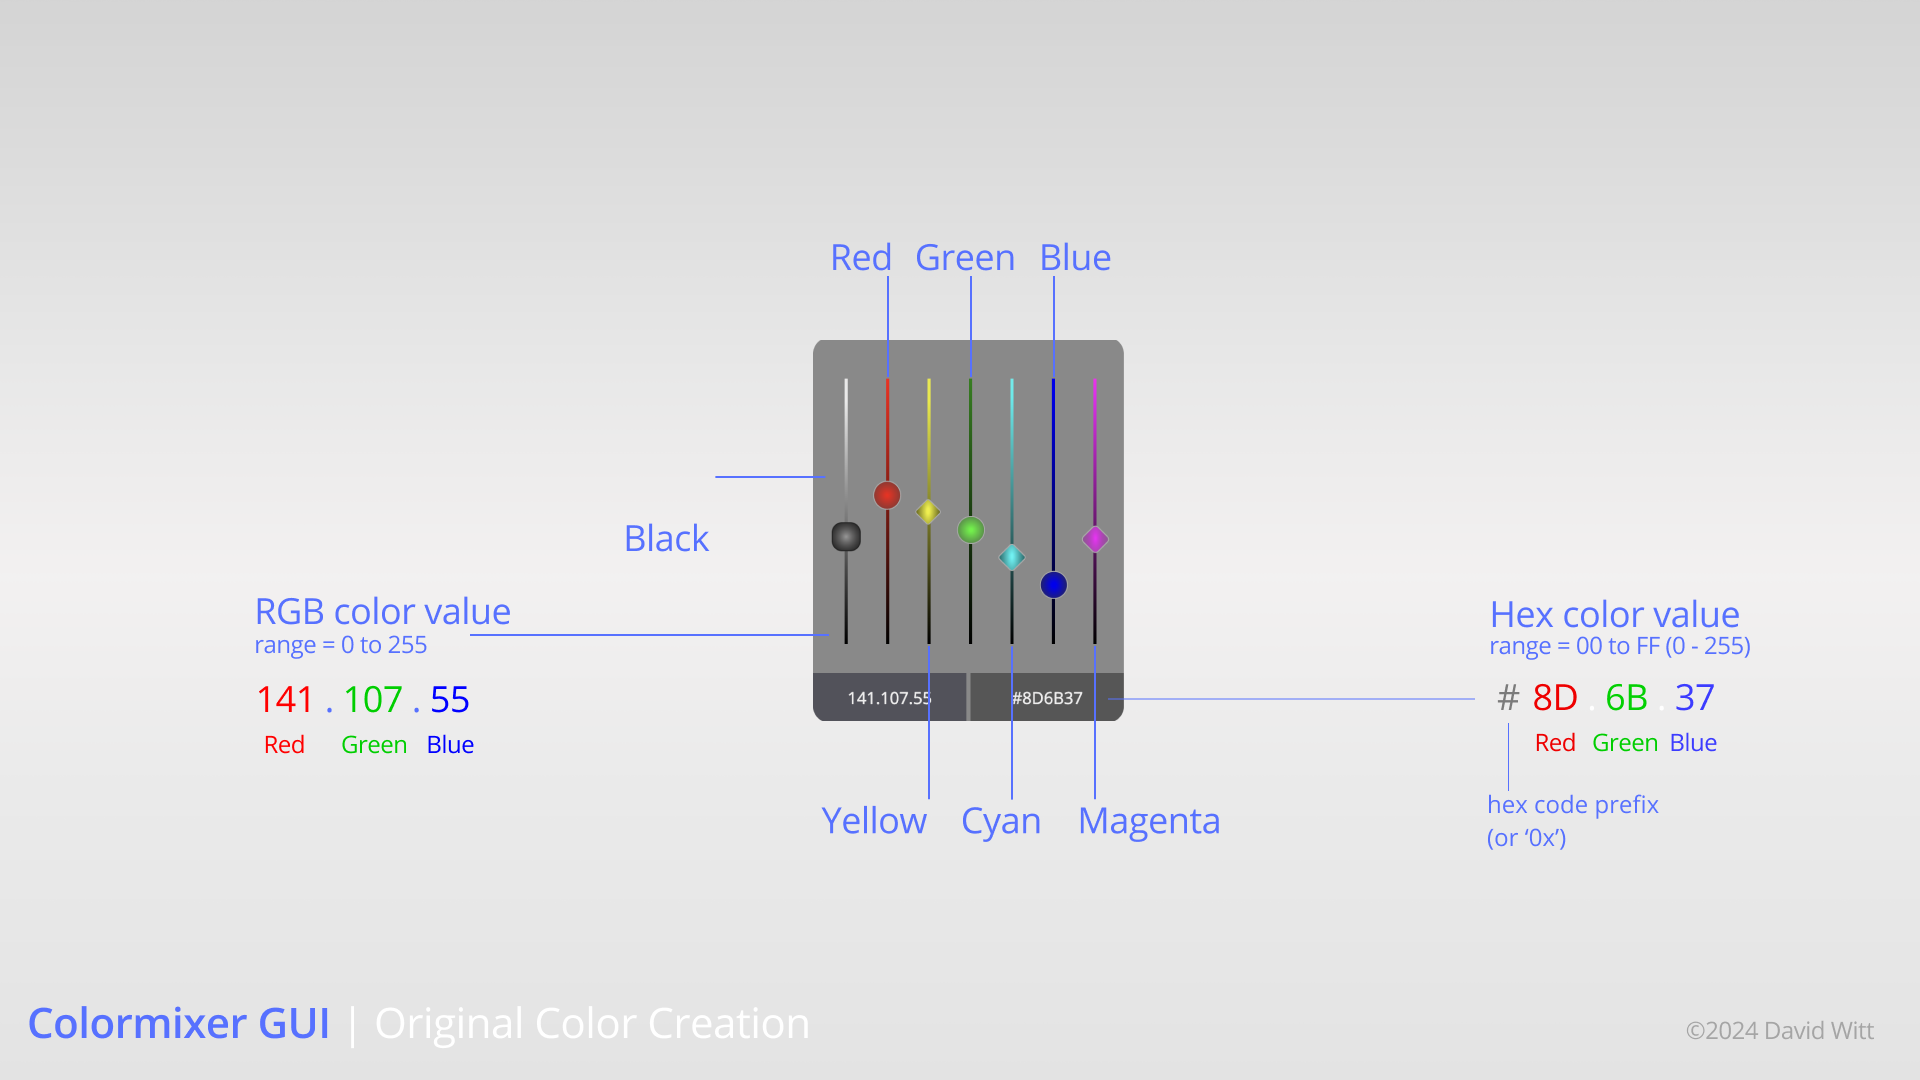 Red Green Blue
Black
RGB color value
range = 0 to 255
141 . 107 . 55
Red Green Blue
141.107.55 #8D6B37
Hex color value
range = 00 to FF (0 - 255)
# 8D . 6B . 37
Red Green Blue
hex code prefix
(or ‘0x’)
Yellow Cyan Magenta
Colormixer GUI | Original Color Creation
©2024 David Witt